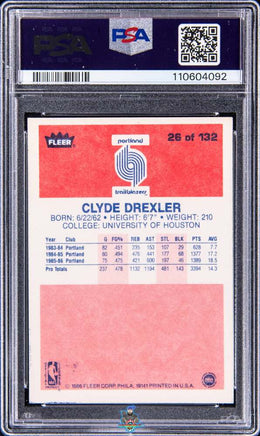 PSA
PSA
110604092
FLEER
portland
26 of 132
trailblazers
CLYDE DREXLER
BORN: 6/22/62 • HEIGHT: 6'7" • WEIGHT: 210
COLLEGE: UNIVERSITY OF HOUSTON
Year Club G FG% REB AST STL BLK PTS AVG
1983-84 Portland 82 451 235 153 107 29 628 7.7
1984-85 Portland 80 494 476 441 177 68 1377 17.2
1985-86 Portland 75 475 421 600 197 46 1389 18.5
Pro Totals 237 478 1132 1194 481 143 3394 14.3
© 1986 FLEER CORP. PHILA. 19141 PRINTED IN U.S.A.